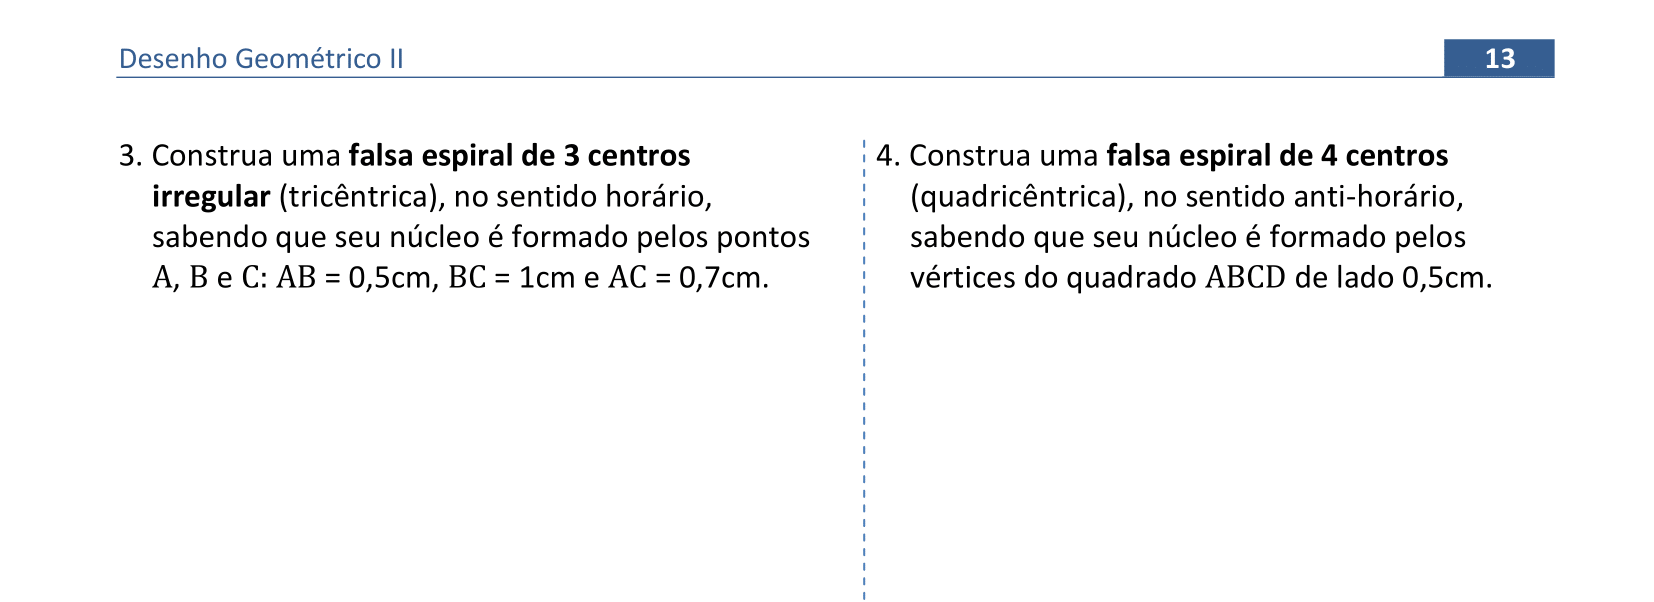 Desenho Geométrico II
13
3. Construa uma falsa espiral de 3 centros
irregular (tricêntrica), no sentido horário,
sabendo que seu núcleo é formado pelos pontos
A, B e C: AB = 0,5cm, BC = 1cm e AC = 0,7cm.
4. Construa uma falsa espiral de 4 centros
(quadricêntrica), no sentido anti-horário,
sabendo que seu núcleo é formado pelos
vértices do quadrado ABCD de lado 0,5cm.